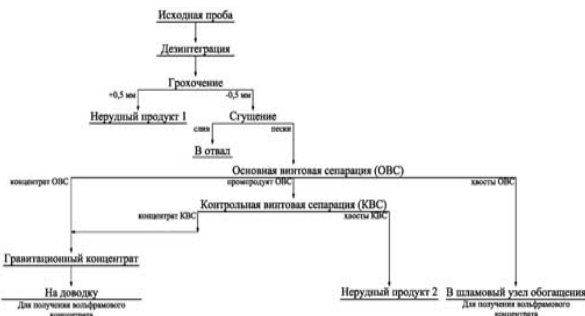 Исходная проба
Дезинтеграция
Грохочение
+0,5 мм
-0,5 мм
Нерудный продукт 1
Сгущение
слив
пески
В отвал
Основная винтовая сепарация (ОВС)
концентрат ОВС
промпродукт ОВС
хвосты ОВС
Контрольная винтовая сепарация (КВС)
концентрат КВС
хвосты КВС
Гравитационный концентрат
На доводку
Для получения вольфрамового
концентрата
Нерудный продукт 2
В шламовый узел обогащения
Для получения вольфрамового
концентрата